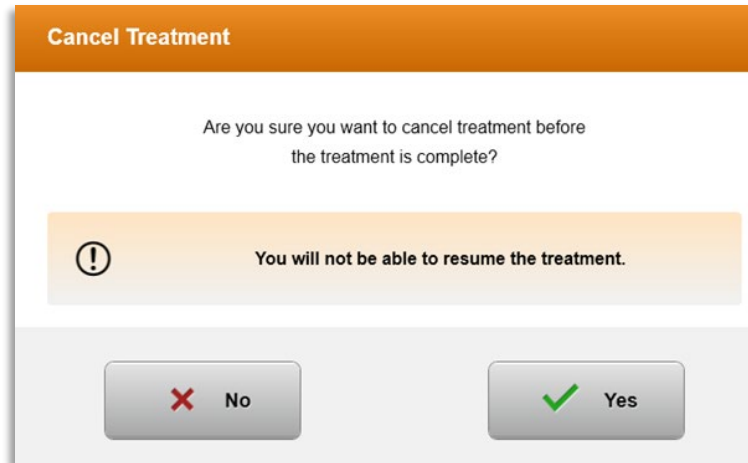 Cancel Treatment
Are you sure you want to cancel treatment before
the treatment is complete?
You will not be able to resume the treatment.
No
Yes